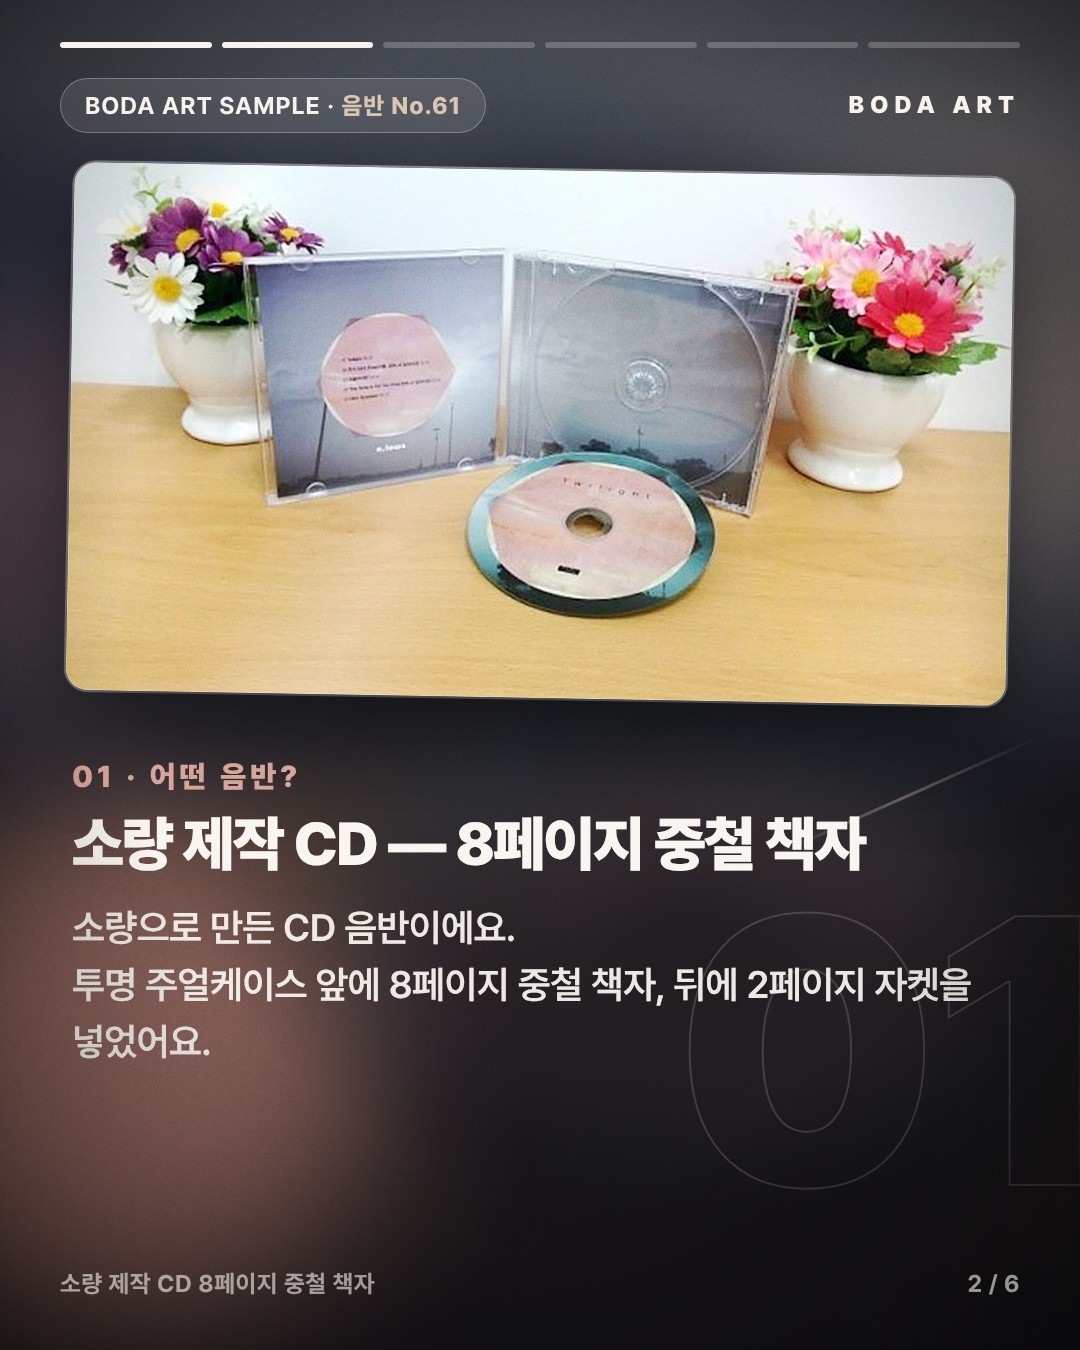 BODA ART SAMPLE · 음반 No.61
BODA ART
twilight
01 · 어떤 음반?
소량 제작 CD — 8페이지 중철 책자
소량으로 만든 CD 음반이에요.
투명 주얼케이스 앞에 8페이지 중철 책자, 뒤에 2페이지 자켓을
넣었어요.
01
소량 제작 CD 8페이지 중철 책자
2 / 6